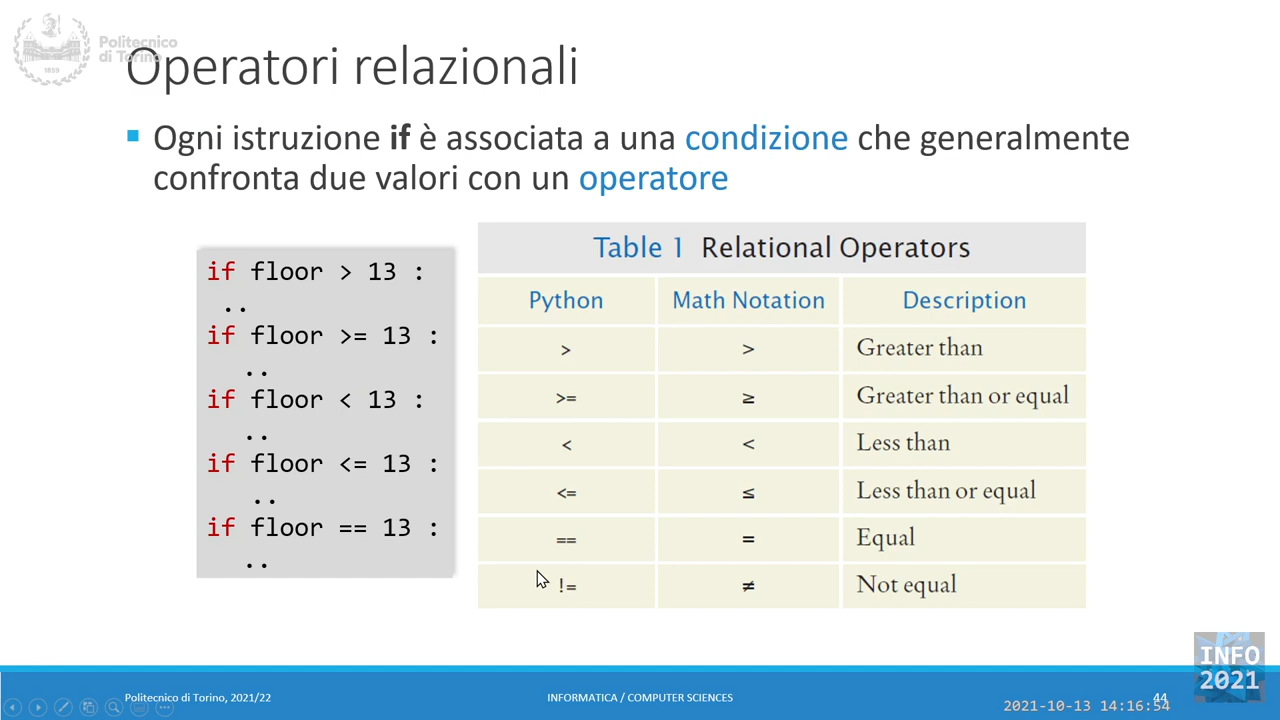 Politecnico
di Torino
1859
Operatori relazionali
Ogni istruzione if è associata a una condizione che generalmente
confronta due valori con un operatore
if floor > 13 :
..
if floor >= 13 :
..
if floor < 13 :
..
if floor <= 13 :
..
if floor == 13 :
..
Table 1 Relational Operators
Python Math Notation Description
> > Greater than
>= ≥ Greater than or equal
< < Less than
<= ≤ Less than or equal
== = Equal
!= ≠ Not equal
INFO
2021
Politecnico di Torino, 2021/22
INFORMATICA / COMPUTER SCIENCES
44
2021-10-13 14:16:54